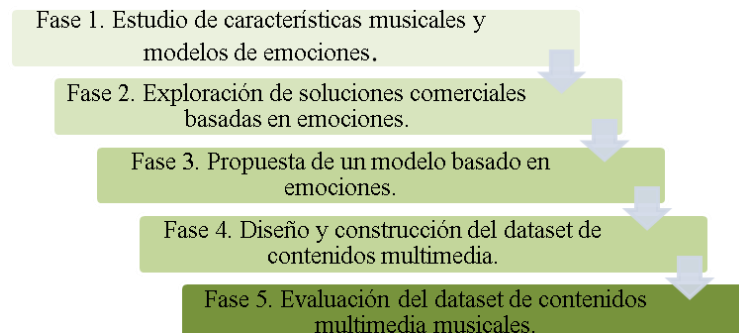 Fase 1. Estudio de características musicales y
modelos de emociones.
Fase 2. Exploración de soluciones comerciales
basadas en emociones.
Fase 3. Propuesta de un modelo basado en
emociones.
Fase 4. Diseño y construcción del dataset de
contenidos multimedia.
Fase 5. Evaluación del dataset de contenidos
multimedia musicales.